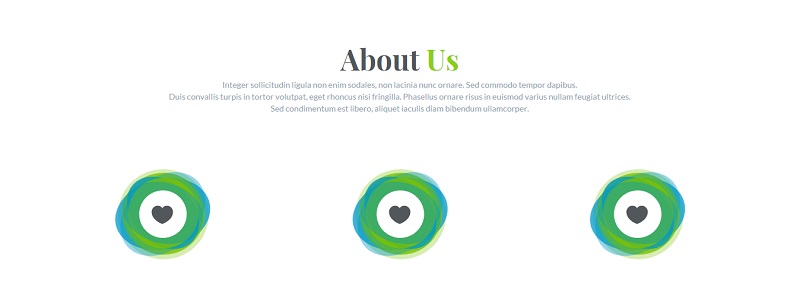 About Us
Integer sollicitudin ligula non enim sodales, non lacinia nunc ornare. Sed commodo tempor dapibus.
Duis convallis turpis in tortor volutpat, eget rhoncus nisi fringilla. Phasellus ornare risus in euismod varius nullam feugiat ultrices.
Sed condimentum est libero, aliquet iaculis diam bibendum ullamcorper.